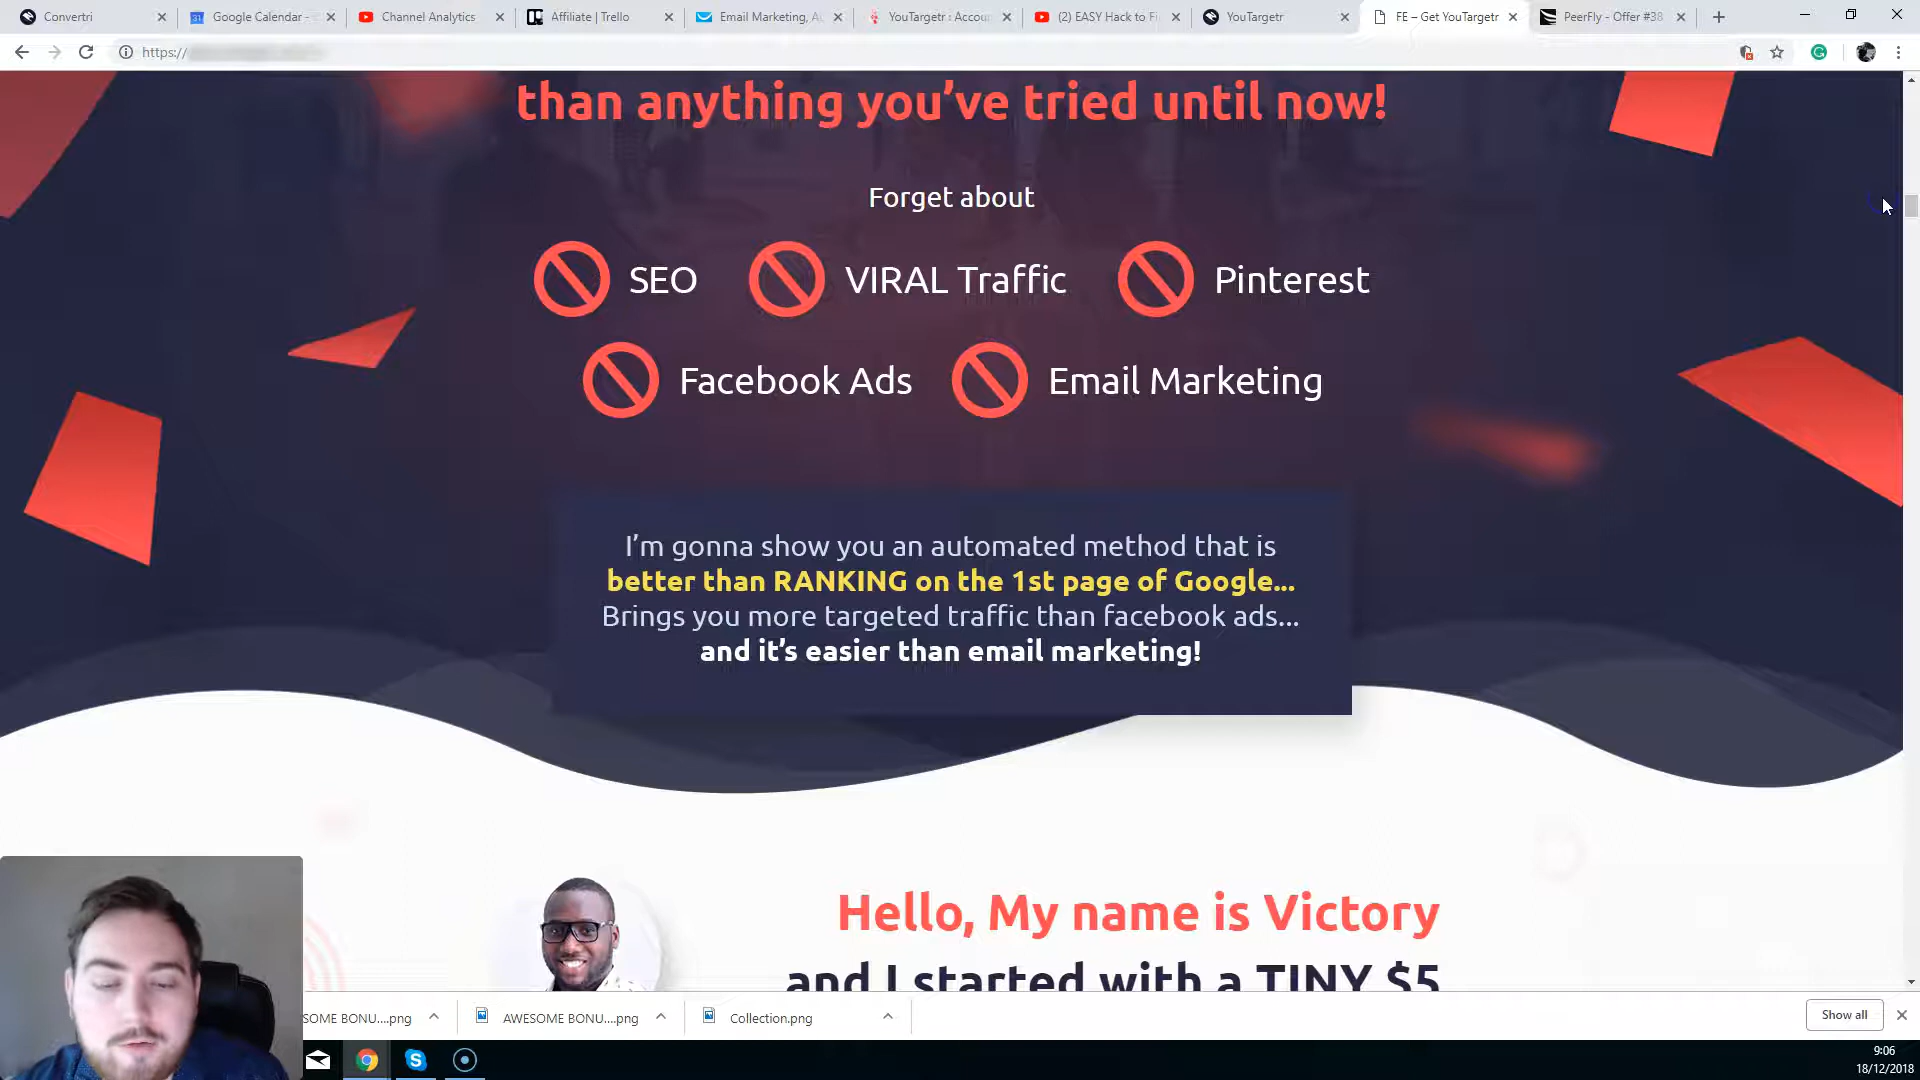 Convertri
Google Calendar -
Channel Analytics
Affiliate | Trello
Email Marketing, A
YouTargetr : Accou
(2) EASY Hack to Fi
YouTargetr
FE – Get YouTargetr
PeerFly - Offer #38
https://
than anything you've tried until now!
Forget about
SEO
VIRAL Traffic
Pinterest
Facebook Ads
Email Marketing
I'm gonna show you an automated method that is
better than RANKING on the 1st page of Google...
Brings you more targeted traffic than facebook ads...
and it's easier than email marketing!
Hello, My name is Victory
and I started with a TINY $5
SOME BONU....png
AWESOME BONU....png
Collection.png
Show all
9:06
18/12/2018